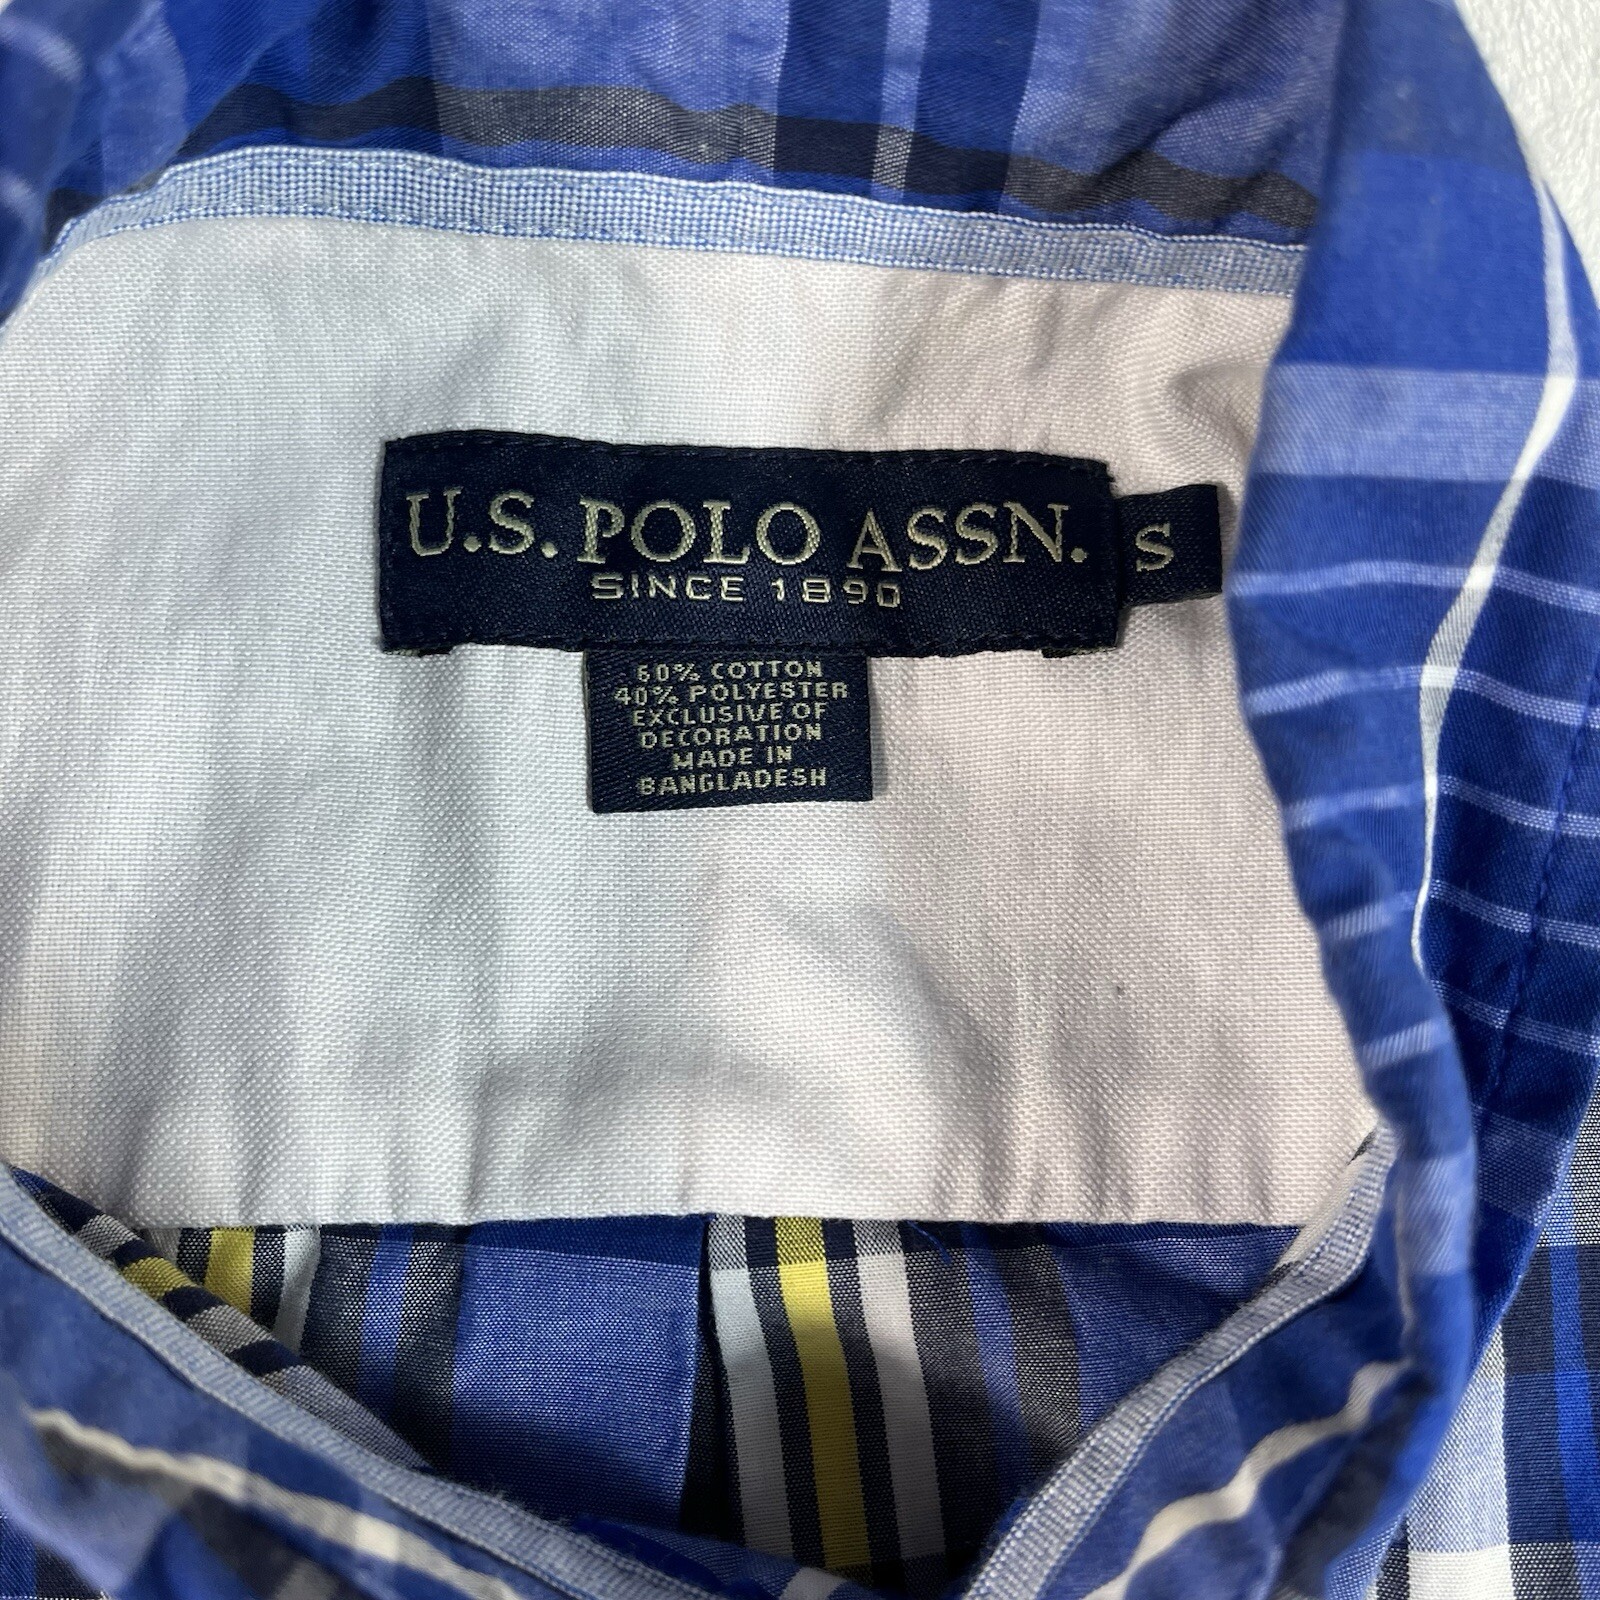 U.S. POLO ASSN.
SINCE 1890
S
60% COTTON
40% POLYESTER
EXCLUSIVE OF
DECORATION
MADE IN
BANGLADESH